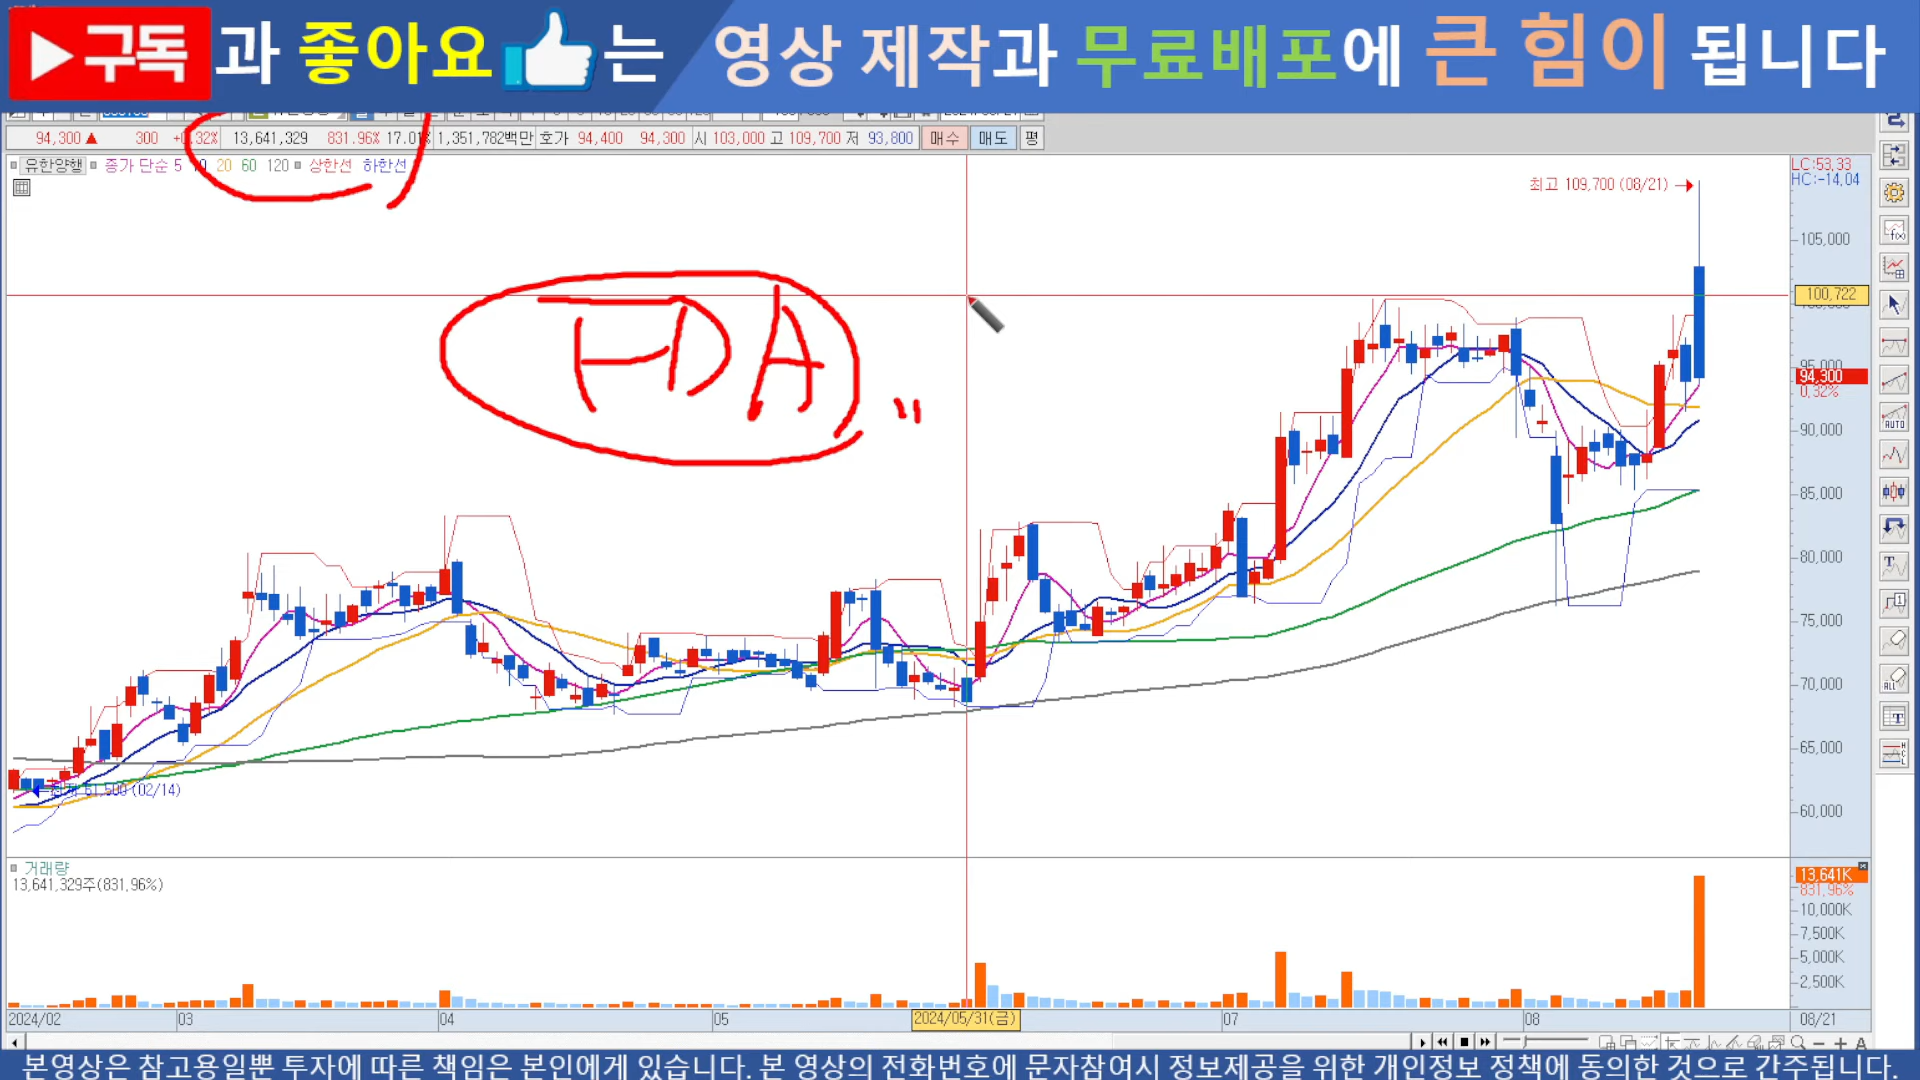 구독 과 좋아요 는 영상 제작과 무료배포에 큰 힘이 됩니다
94,300 ▲ 300 +0.32% 13,641,329 831.96% 17.01% 1,351,782백만 호가 94,400 94,300 시 103,000 고 109,700 저 93,800 매수 매도 평
유한양행 종가 단순 5 20 60 120 상한선 하한선
LC:53.33
HC:-14.04
최고 109,700 (08/21)
105,000
100,722
95,000
94,300
0.32%
90,000
85,000
80,000
75,000
70,000
65,000
60,000
FDA
61,500 (02/14)
거래량
13,641,329주(831.96%)
13,641K
831.96%
10,000K
7,500K
5,000K
2,500K
2024/02 03 04 05 2024/05/31(금) 07 08 08/21
AUTO
ALL
본영상은 참고용일뿐 투자에 따른 책임은 본인에게 있습니다. 본 영상의 전화번호에 문자참여시 정보제공을 위한 개인정보 정책에 동의한 것으로 간주됩니다.